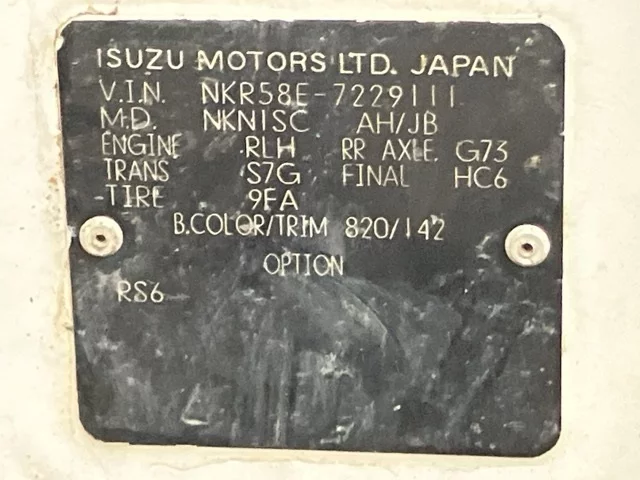 ISUZU MOTORS LTD. JAPAN
V.I.N. NKR58E-7229111
M.D. NKN1SC AH/JB
ENGINE RLH RR AXLE. G73
TRANS S7G FINAL HC6
TIRE 9FA
B.COLOR/TRIM 820/142
OPTION
RS6